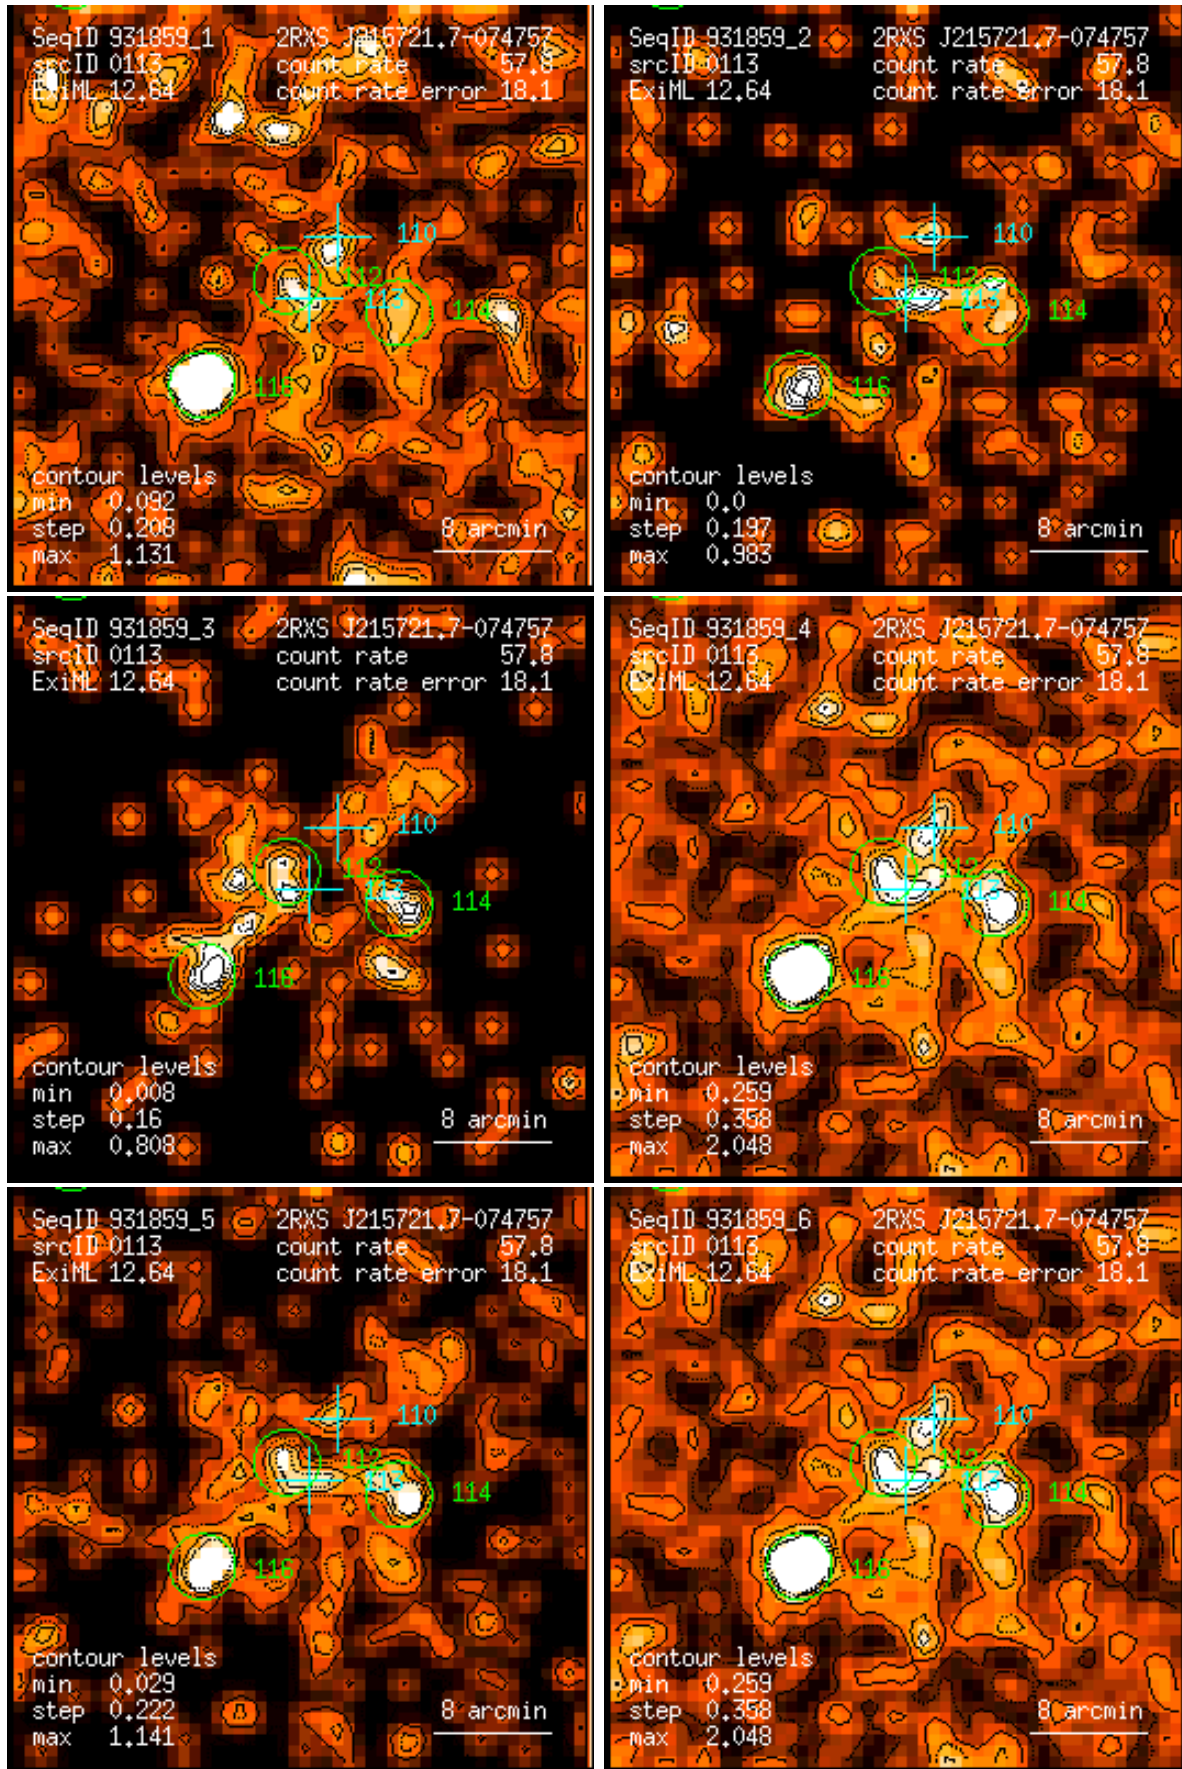 SeqID 931859_1 2RXS J215721.7-074757
srcID 0113 count rate 57.8
ExiML 12.64 count rate error 18.1
110
112
113
114
116
contour levels
min 0.092
step 0.208 8 arcmin
max 1.131
SeqID 931859_2 2RXS J215721.7-074757
srcID 0113 count rate 57.8
ExiML 12.64 count rate error 18.1
110
112
113
114
116
contour levels
min 0.0
step 0.197 8 arcmin
max 0.983
SeqID 931859_3 2RXS J215721.7-074757
srcID 0113 count rate 57.8
ExiML 12.64 count rate error 18.1
110
112
113
114
116
contour levels
min 0.008
step 0.16 8 arcmin
max 0.808
SeqID 931859_4 2RXS J215721.7-074757
srcID 0113 count rate 57.8
ExiML 12.64 count rate error 18.1
110
112
113
114
116
contour levels
min 0.259
step 0.358 8 arcmin
max 2.048
SeqID 931859_5 2RXS J215721.7-074757
srcID 0113 count rate 57.8
ExiML 12.64 count rate error 18.1
110
112
113
114
116
contour levels
min 0.029
step 0.222 8 arcmin
max 1.141
SeqID 931859_6 2RXS J215721.7-074757
srcID 0113 count rate 57.8
ExiML 12.64 count rate error 18.1
110
112
113
114
116
contour levels
min 0.259
step 0.358 8 arcmin
max 2.048